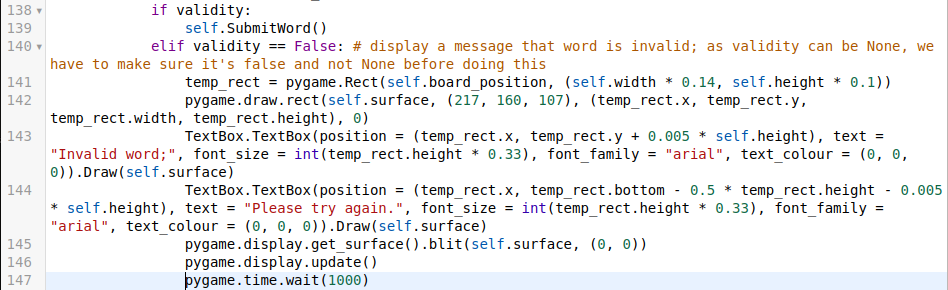 138 if validity:
139 self.SubmitWord()
140 elif validity == False: # display a message that word is invalid; as validity can be None, we
have to make sure it's false and not None before doing this
141 temp_rect = pygame.Rect(self.board_position, (self.width * 0.14, self.height * 0.1))
142 pygame.draw.rect(self.surface, (217, 160, 107), (temp_rect.x, temp_rect.y,
temp_rect.width, temp_rect.height), 0)
143 TextBox.TextBox(position = (temp_rect.x, temp_rect.y + 0.005 * self.height), text =
"Invalid word;", font_size = int(temp_rect.height * 0.33), font_family = "arial", text_colour = (0, 0,
0)).Draw(self.surface)
144 TextBox.TextBox(position = (temp_rect.x, temp_rect.bottom - 0.5 * temp_rect.height - 0.005
* self.height), text = "Please try again.", font_size = int(temp_rect.height * 0.33), font_family =
"arial", text_colour = (0, 0, 0)).Draw(self.surface)
145 pygame.display.get_surface().blit(self.surface, (0, 0))
146 pygame.display.update()
147 pygame.time.wait(1000)